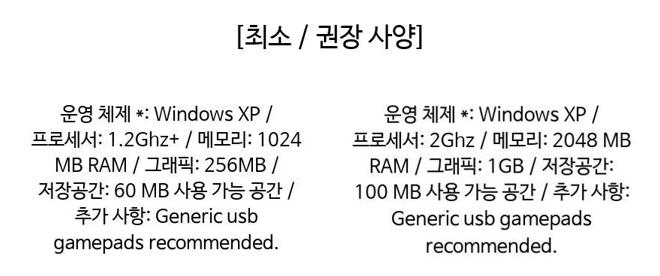 [최소 / 권장 사양]
운영 체제 *: Windows XP /
프로세서: 1.2Ghz+ / 메모리: 1024
MB RAM / 그래픽: 256MB /
저장공간: 60 MB 사용 가능 공간 /
추가 사항: Generic usb
gamepads recommended.
운영 체제 *: Windows XP /
프로세서: 2Ghz / 메모리: 2048 MB
RAM / 그래픽: 1GB / 저장공간:
100 MB 사용 가능 공간 / 추가 사항:
Generic usb gamepads
recommended.